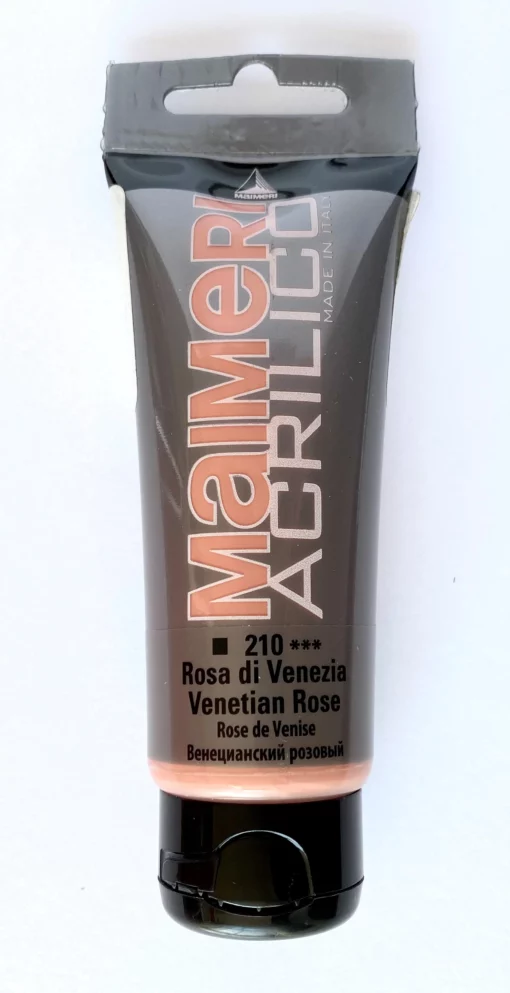 MaIMeRI
MaIMERI
ACRILICO
MADE IN ITALY
■ 210 ***
Rosa di Venezia
Venetian Rose
Rose de Venise
Венецианский розовый